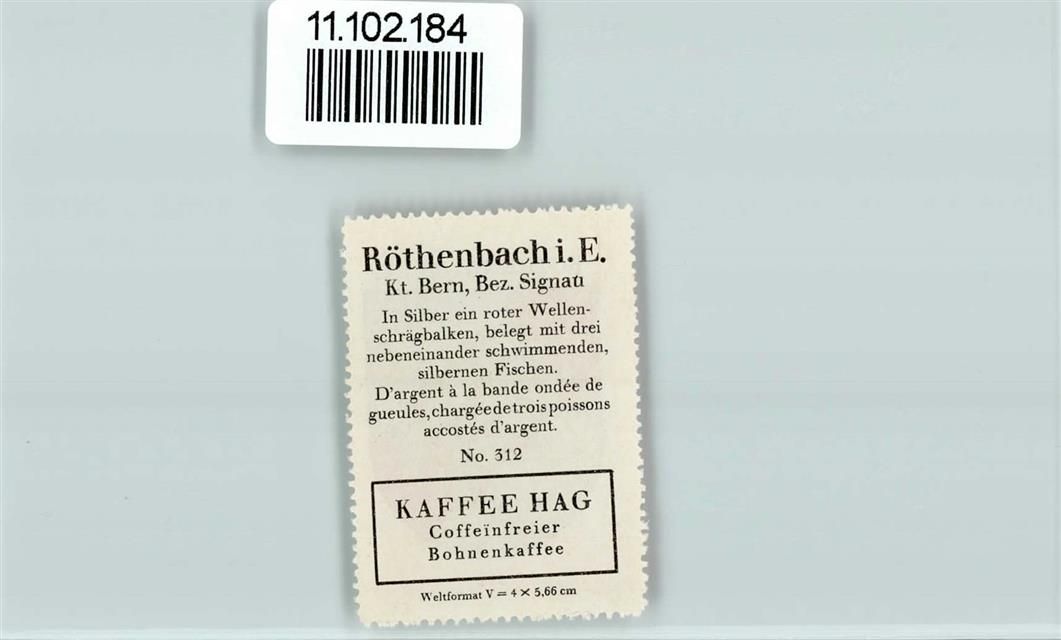 11.102.184
Röthenbach i. E.
Kt. Bern, Bez. Signau
In Silber ein roter Wellen-
schrägbalken, belegt mit drei
nebeneinander schwimmenden,
silbernen Fischen.
D'argent à la bande ondée de
gueules, chargée de trois poissons
accostés d'argent.
No. 312
KAFFEE HAG
Coffeïnfreier
Bohnenkaffee
Weltformat V = 4 × 5,66 cm